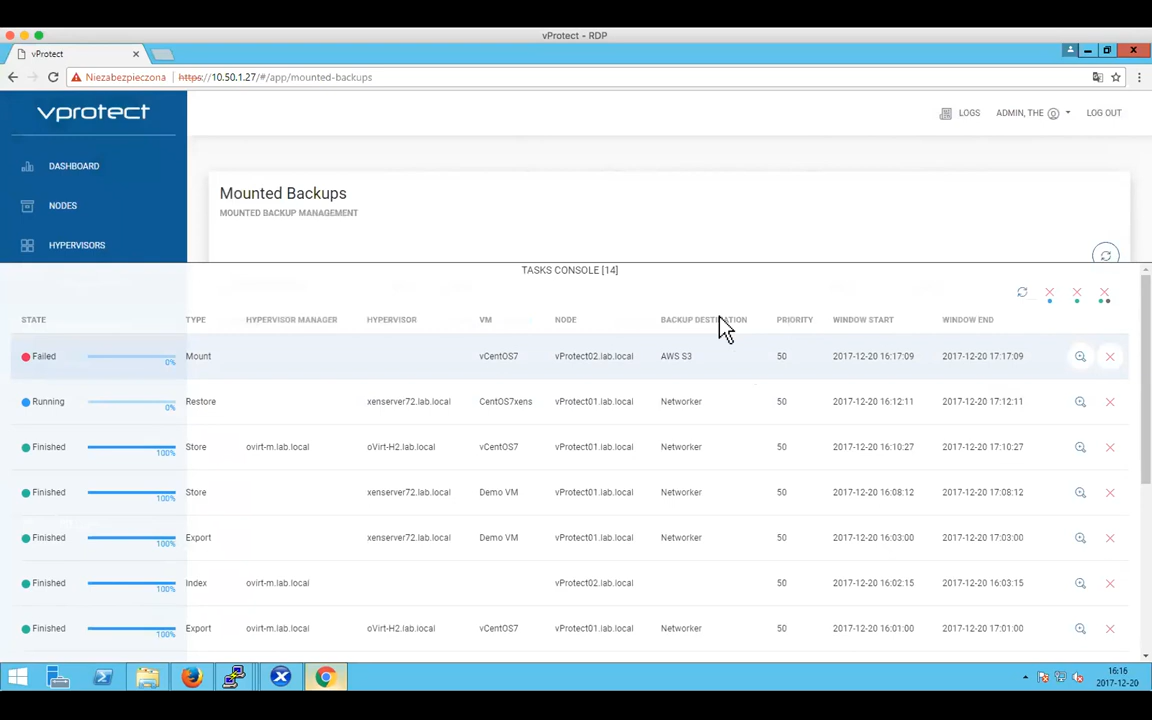 vProtect - RDP
vProtect
Niezabezpieczona https://10.50.1.27/#/app/mounted-backups
vprotect
LOGS ADMIN, THE LOG OUT
DASHBOARD
NODES
HYPERVISORS
Mounted Backups
MOUNTED BACKUP MANAGEMENT
TASKS CONSOLE [14]
STATE TYPE HYPERVISOR MANAGER HYPERVISOR VM NODE BACKUP DESTINATION PRIORITY WINDOW START WINDOW END
Failed 0% Mount vCentOS7 vProtect02.lab.local AWS S3 50 2017-12-20 16:17:09 2017-12-20 17:17:09
Running 0% Restore xenserver72.lab.local CentOS7xens vProtect01.lab.local Networker 50 2017-12-20 16:12:11 2017-12-20 17:12:11
Finished 100% Store ovirt-m.lab.local oVirt-H2.lab.local vCentOS7 vProtect01.lab.local Networker 50 2017-12-20 16:10:27 2017-12-20 17:10:27
Finished 100% Store xenserver72.lab.local Demo VM vProtect01.lab.local Networker 50 2017-12-20 16:08:12 2017-12-20 17:08:12
Finished 100% Export xenserver72.lab.local Demo VM vProtect01.lab.local Networker 50 2017-12-20 16:03:00 2017-12-20 17:03:00
Finished 100% Index ovirt-m.lab.local vProtect02.lab.local 50 2017-12-20 16:02:15 2017-12-20 16:03:15
Finished 100% Export ovirt-m.lab.local oVirt-H2.lab.local vCentOS7 vProtect01.lab.local Networker 50 2017-12-20 16:01:00 2017-12-20 17:01:00
16:16
2017-12-20